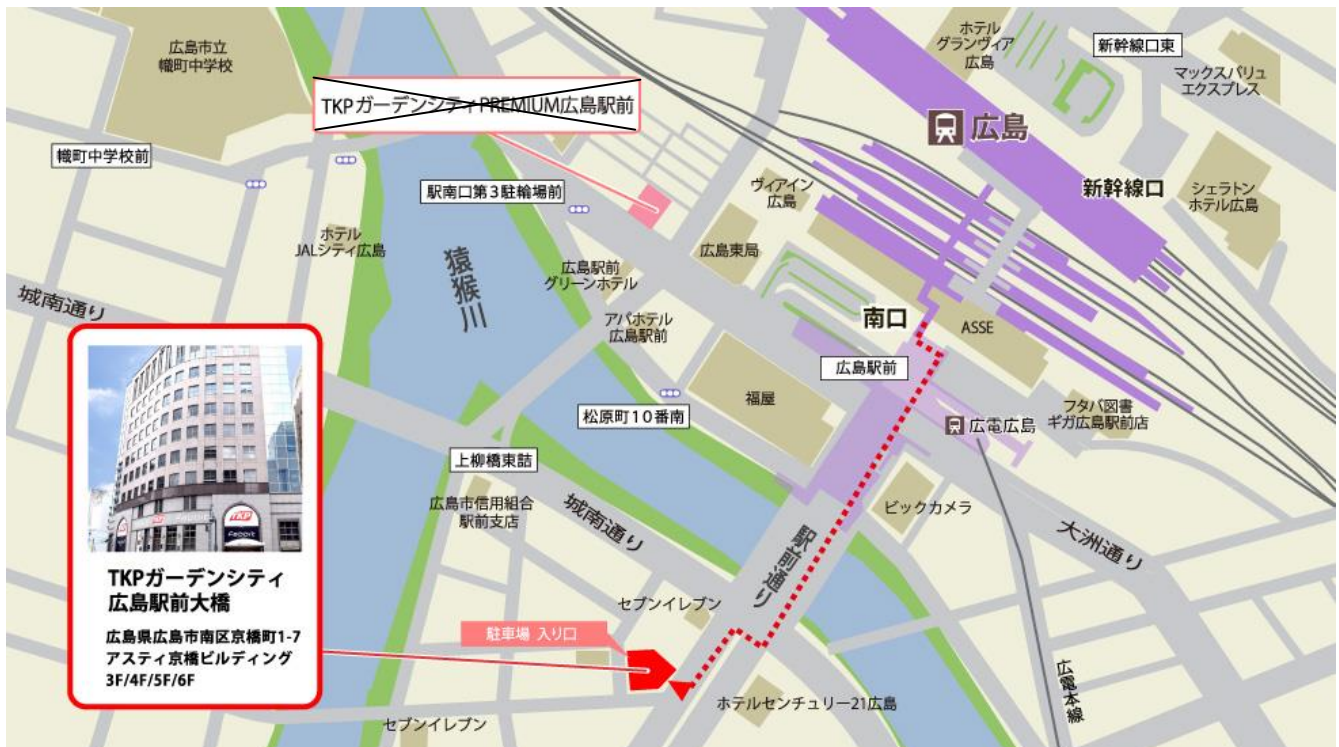 広島市立
幟町中学校
TKPガーデンシティPREMIUM広島駅前
ホテル
グランヴィア
広島
新幹線口東
マックスバリュ
エクスプレス
広島
幟町中学校前
駅南口第3駐輪場前
ヴィアイン
広島
新幹線口
シェラトン
ホテル広島
ホテル
JALシティ広島
猿猴川
広島駅前
グリーンホテル
広島東局
城南通り
アパホテル
広島駅前
南口
ASSE
広島駅前
福屋
松原町10番南
フタバ図書
ギガ広島駅前店
広電広島
上柳橋東詰
広島市信用組合
駅前支店
城南通り
ビックカメラ
駅前通り
大洲通り
TKP
TKPガーデンシティ
広島駅前大橋
広島県広島市南区京橋町1-7
アスティ京橋ビルディング
3F/4F/5F/6F
セブンイレブン
駐車場 入り口
ホテルセンチュリー21広島
セブンイレブン
広電本線